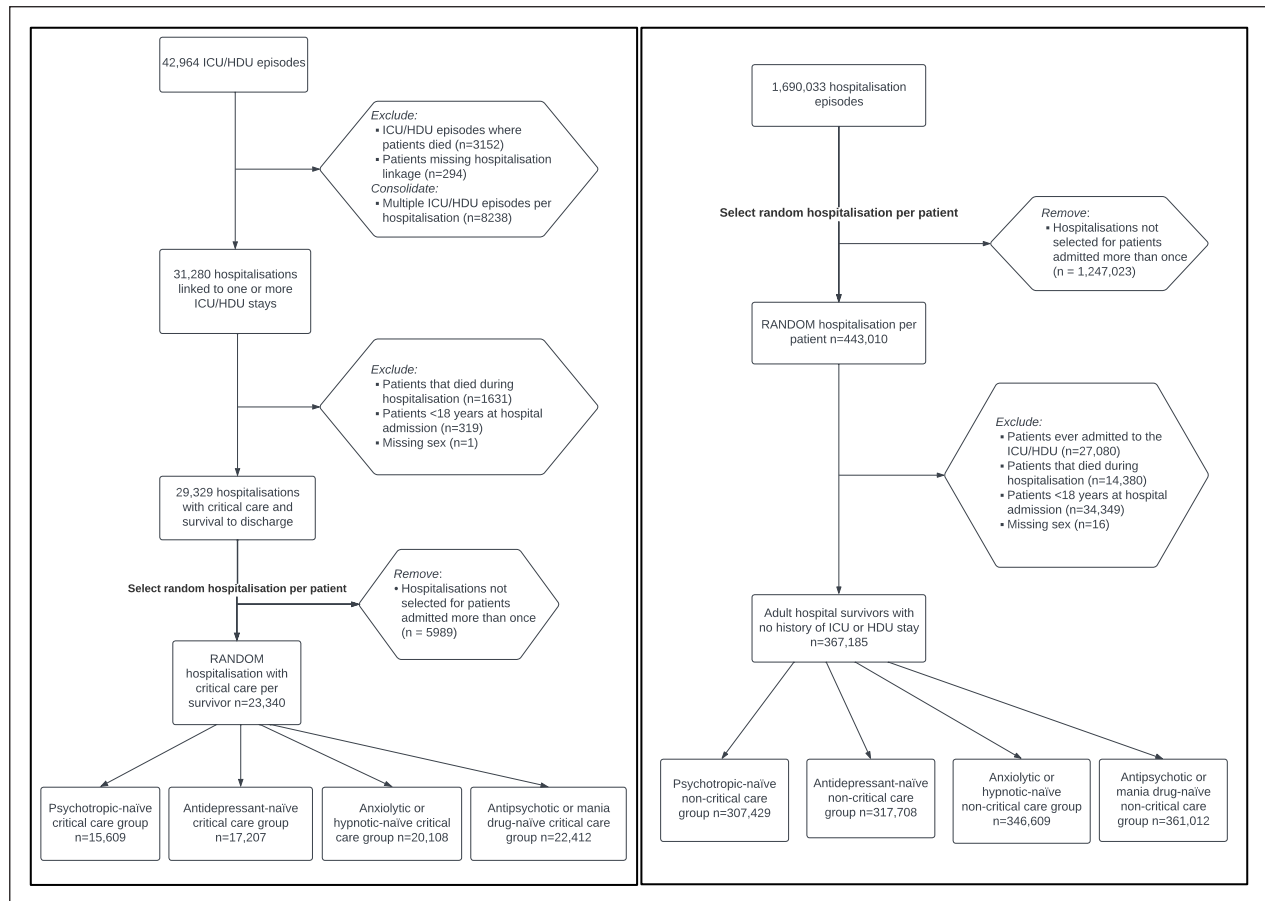 42,964 ICU/HDU episodes
Exclude:
▪ ICU/HDU episodes where
patients died (n=3152)
▪ Patients missing hospitalisation
linkage (n=294)
Consolidate:
▪ Multiple ICU/HDU episodes per
hospitalisation (n=8238)
31,280 hospitalisations
linked to one or more
ICU/HDU stays
Exclude:
▪ Patients that died during
hospitalisation (n=1631)
▪ Patients <18 years at hospital
admission (n=319)
▪ Missing sex (n=1)
29,329 hospitalisations
with critical care and
survival to discharge
Select random hospitalisation per patient
Remove:
▪ Hospitalisations not
selected for patients
admitted more than once
(n = 5989)
RANDOM
hospitalisation with
critical care per
survivor n=23,340
Psychotropic-naïve
critical care group
n=15,609
Antidepressant-naïve
critical care group
n=17,207
Anxiolytic or
hypnotic-naïve critical
care group n=20,108
Antipsychotic or mania
drug-naïve critical care
group n=22,412
1,690,033 hospitalisation
episodes
Select random hospitalisation per patient
Remove:
▪ Hospitalisations not
selected for patients
admitted more than once
(n = 1,247,023)
RANDOM hospitalisation per
patient n=443,010
Exclude:
▪ Patients ever admitted to the
ICU/HDU (n=27,080)
▪ Patients that died during
hospitalisation (n=14,380)
▪ Patients <18 years at hospital
admission (n=34,349)
▪ Missing sex (n=16)
Adult hospital survivors with
no history of ICU or HDU stay
n=367,185
Psychotropic-naïve
non-critical care
group n=307,429
Antidepressant-naïve
non-critical care
group n=317,708
Anxiolytic or
hypnotic-naïve
non-critical care group
n=346,609
Antipsychotic or
mania drug-naïve
non-critical care
group n=361,012